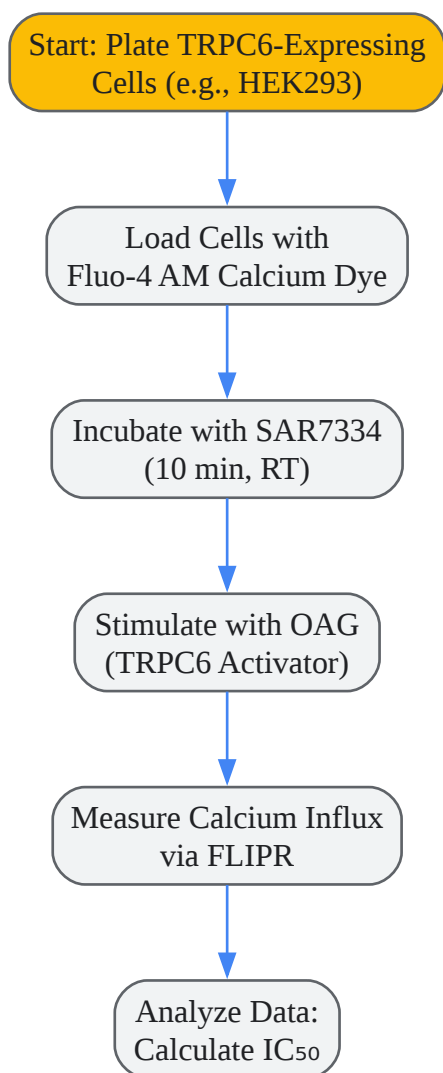 Start: Plate TRPC6-Expressing
Cells (e.g., HEK293)
Load Cells with
Fluo-4 AM Calcium Dye
Incubate with SAR7334
(10 min, RT)
Stimulate with OAG
(TRPC6 Activator)
Measure Calcium Influx
via FLIPR
Analyze Data:
Calculate IC₅₀